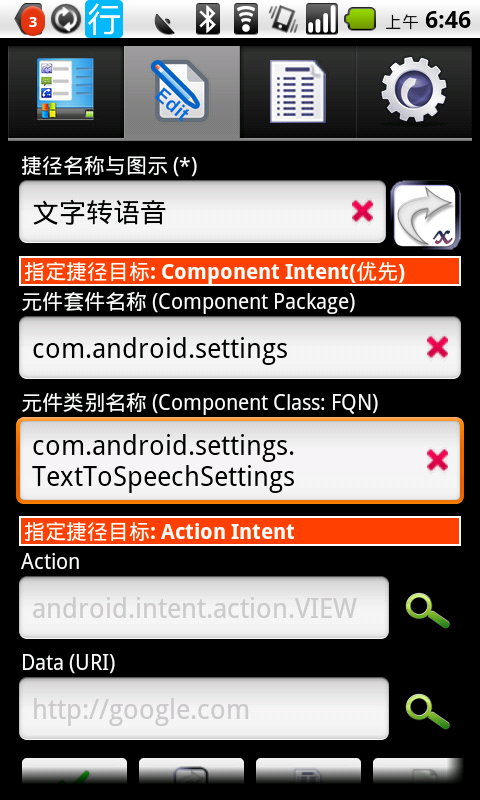 3 行 上午 6:46
Edit
捷径名称与图示 (*)
文字转语音
指定捷径目标: Component Intent(优先)
元件套件名称 (Component Package)
com.android.settings
元件类别名称 (Component Class: FQN)
com.android.settings.
TextToSpeechSettings
指定捷径目标: Action Intent
Action
android.intent.action.VIEW
Data (URI)
http://google.com